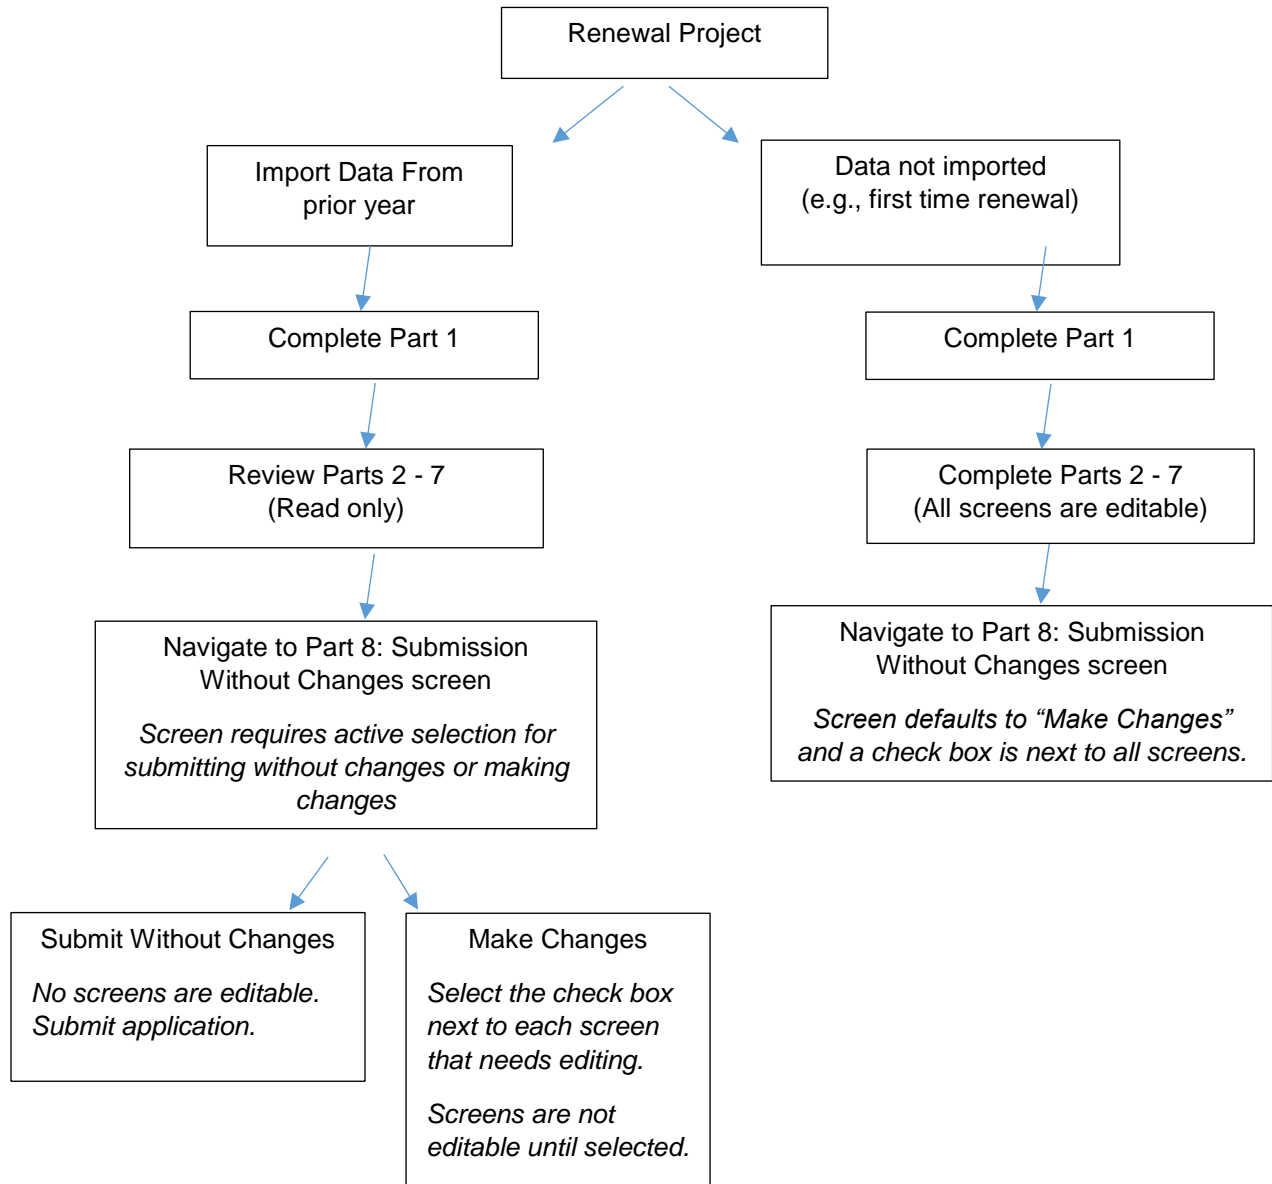 Renewal Project
Import Data From
prior year
Data not imported
(e.g., first time renewal)
Complete Part 1
Complete Part 1
Review Parts 2 - 7
(Read only)
Complete Parts 2 - 7
(All screens are editable)
Navigate to Part 8: Submission
Without Changes screen
Screen requires active selection for
submitting without changes or making
changes
Navigate to Part 8: Submission
Without Changes screen
Screen defaults to “Make Changes”
and a check box is next to all screens.
Submit Without Changes
No screens are editable.
Submit application.
Make Changes
Select the check box
next to each screen
that needs editing.
Screens are not
editable until selected.